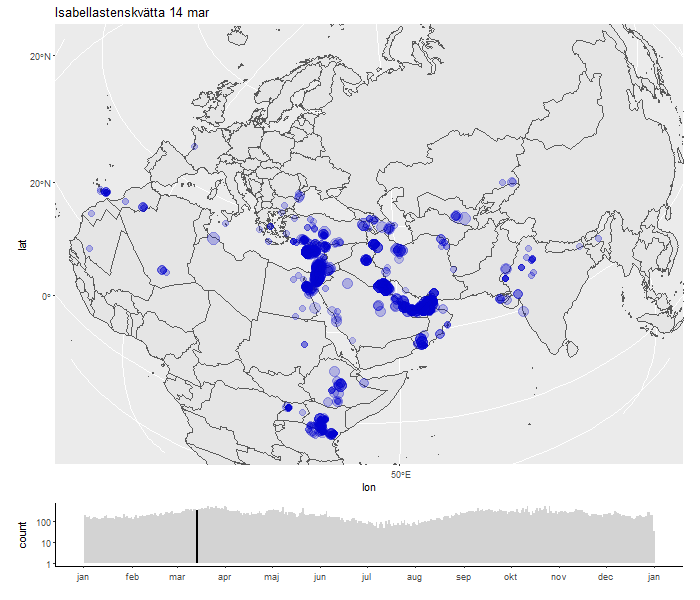 Isabellastenskvätta 14 mar
20°N
20°N
0°
lat
50°E
lon
count
100
10
1
jan feb mar apr maj jun jul aug sep okt nov dec jan